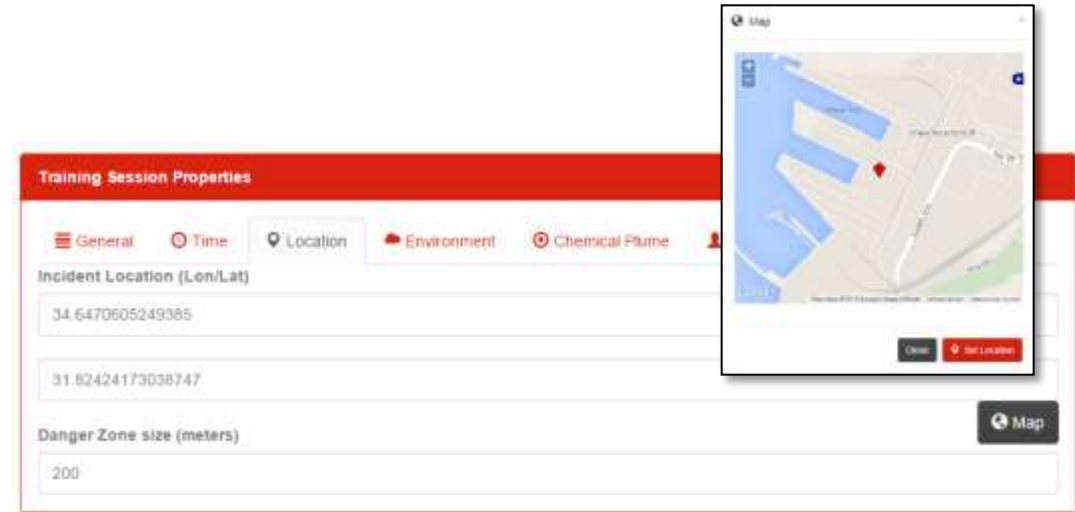 Map
Training Session Properties
General
Time
Location
Environment
Chemical Plume
Incident Location (Lon/Lat)
34.6470605249385
31.82424173038747
Close
Set Location
Map
Danger Zone size (meters)
200